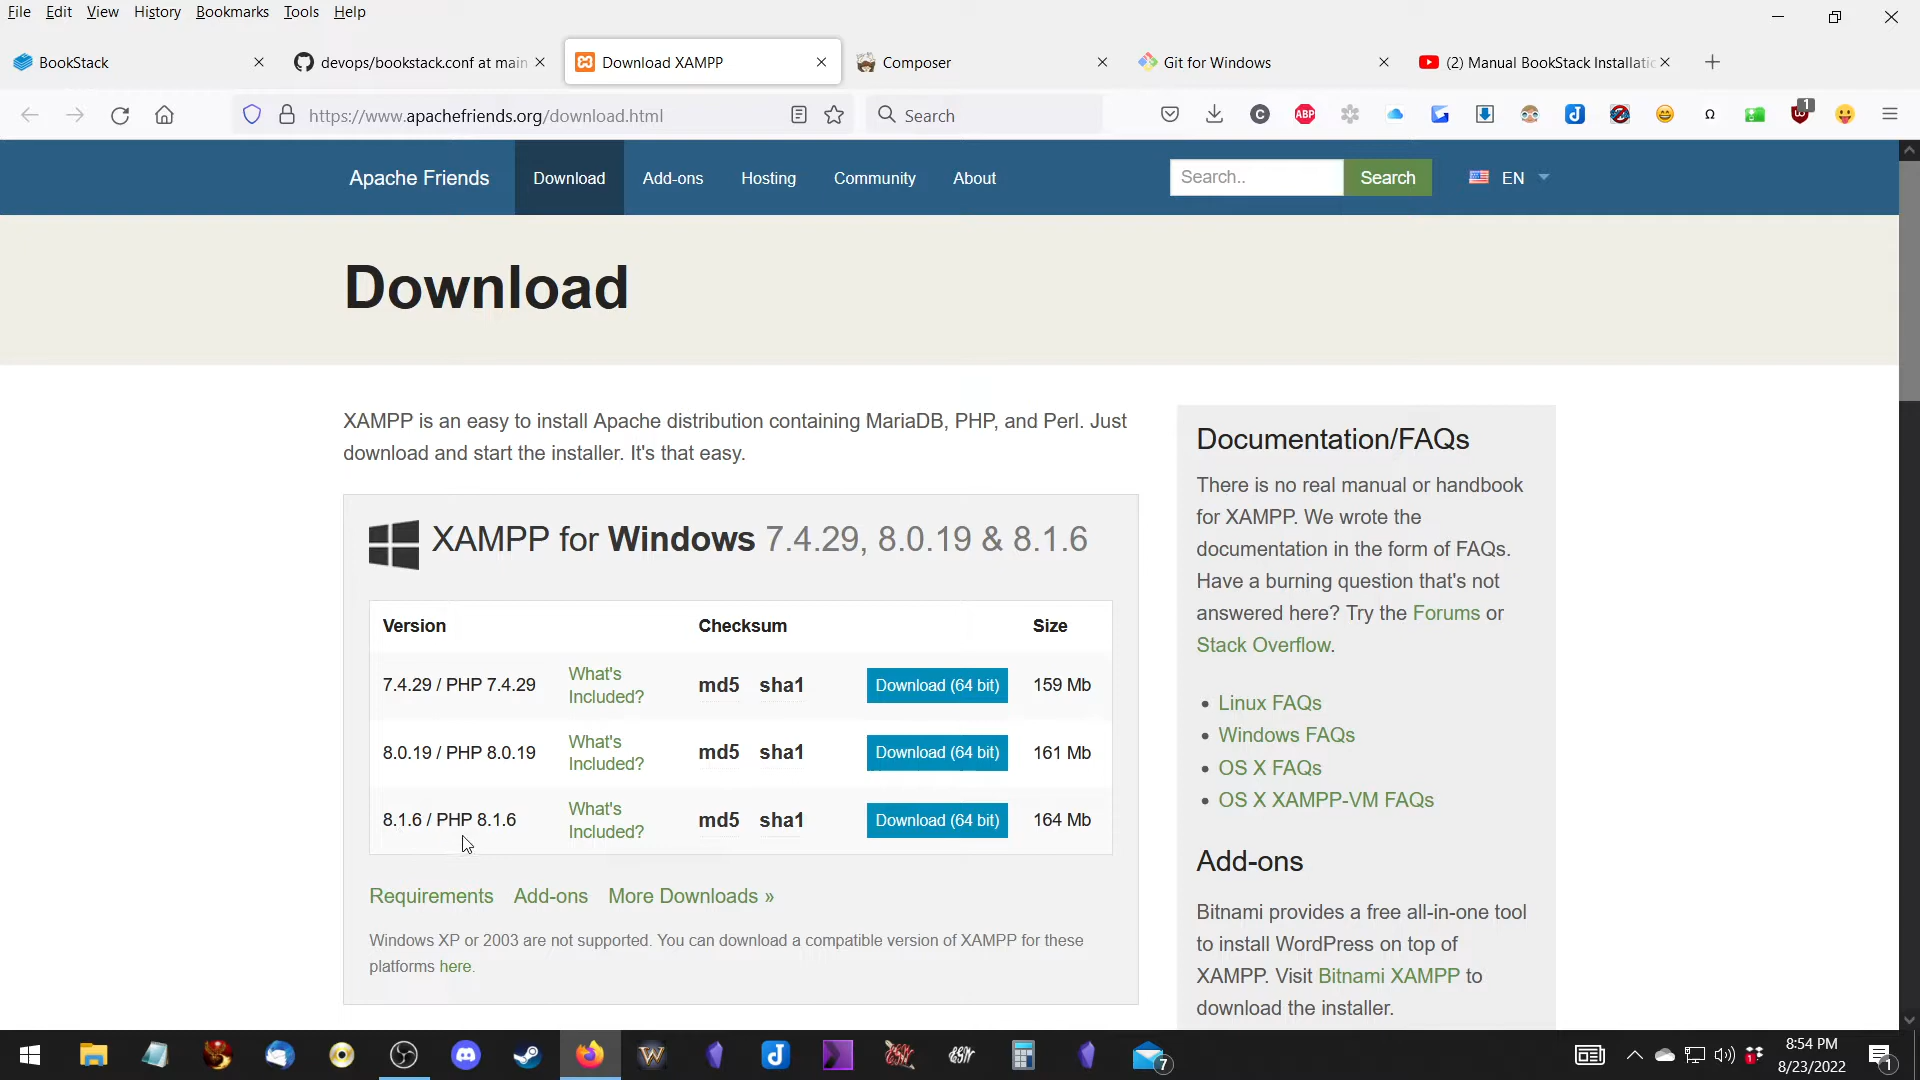 File Edit View History Bookmarks Tools Help
BookStack
devops/bookstack.conf at main
Download XAMPP
Composer
Git for Windows
(2) Manual BookStack Installatio
https://www.apachefriends.org/download.html
Search
C
ABP
J
Ω
1
Apache Friends
Download
Add-ons
Hosting
Community
About
Search..
Search
EN
Download
XAMPP is an easy to install Apache distribution containing MariaDB, PHP, and Perl. Just
download and start the installer. It's that easy.
XAMPP for Windows 7.4.29, 8.0.19 & 8.1.6
Version Checksum Size
7.4.29 / PHP 7.4.29 What's Included? md5 sha1 Download (64 bit) 159 Mb
8.0.19 / PHP 8.0.19 What's Included? md5 sha1 Download (64 bit) 161 Mb
8.1.6 / PHP 8.1.6 What's Included? md5 sha1 Download (64 bit) 164 Mb
Requirements Add-ons More Downloads »
Windows XP or 2003 are not supported. You can download a compatible version of XAMPP for these
platforms here.
Documentation/FAQs
There is no real manual or handbook
for XAMPP. We wrote the
documentation in the form of FAQs.
Have a burning question that's not
answered here? Try the Forums or
Stack Overflow.
Linux FAQs
Windows FAQs
OS X FAQs
OS X XAMPP-VM FAQs
Add-ons
Bitnami provides a free all-in-one tool
to install WordPress on top of
XAMPP. Visit Bitnami XAMPP to
download the installer.
W
J
7
8:54 PM
8/23/2022
1